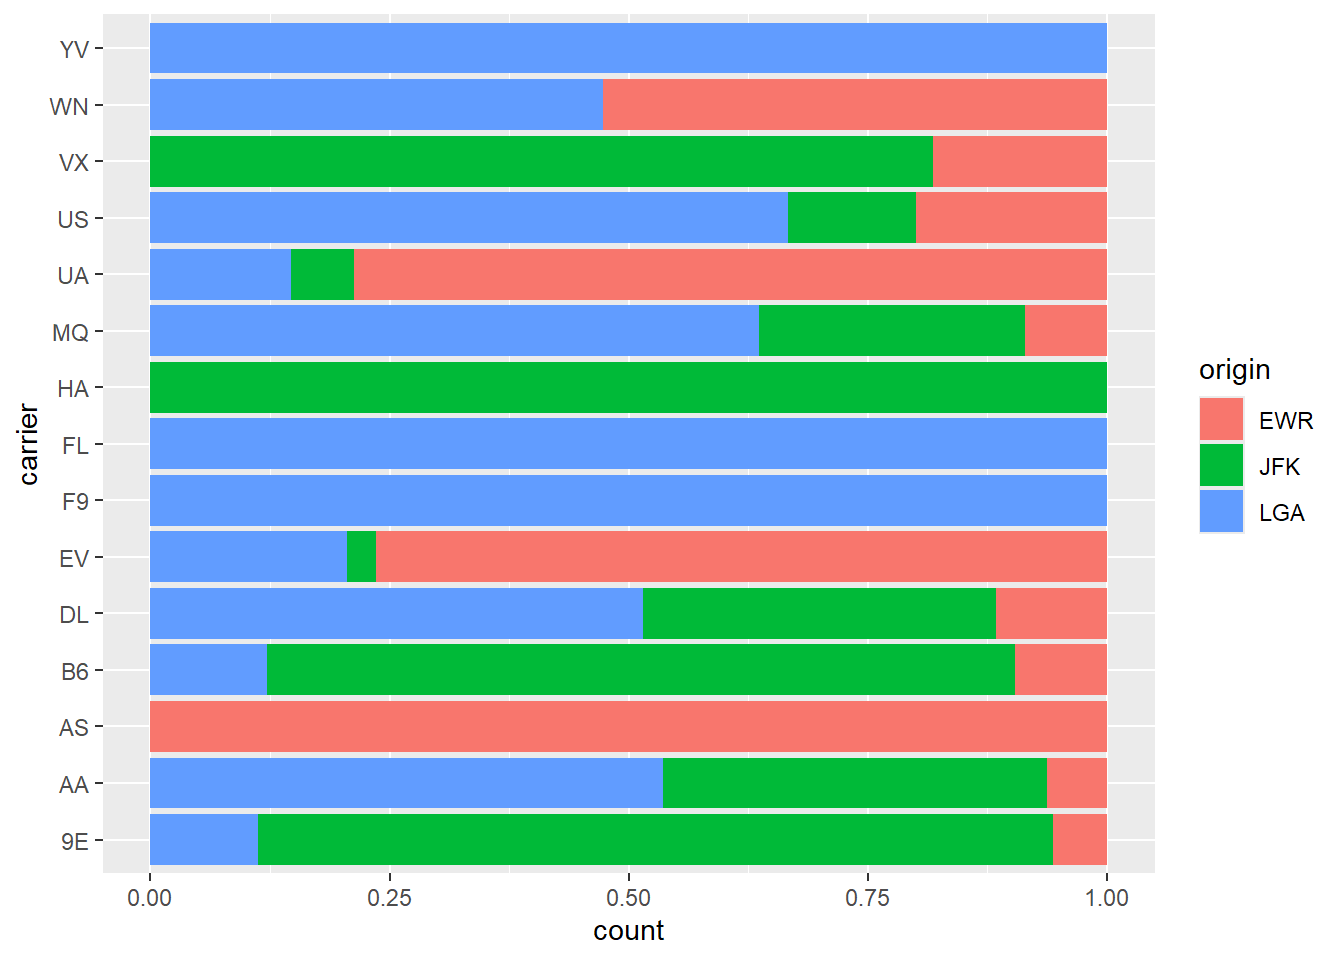 YV
WN
VX
US
UA
MQ
HA
FL
F9
EV
DL
B6
AS
AA
9E
carrier
0.00 0.25 0.50 0.75 1.00
count
origin
EWR
JFK
LGA